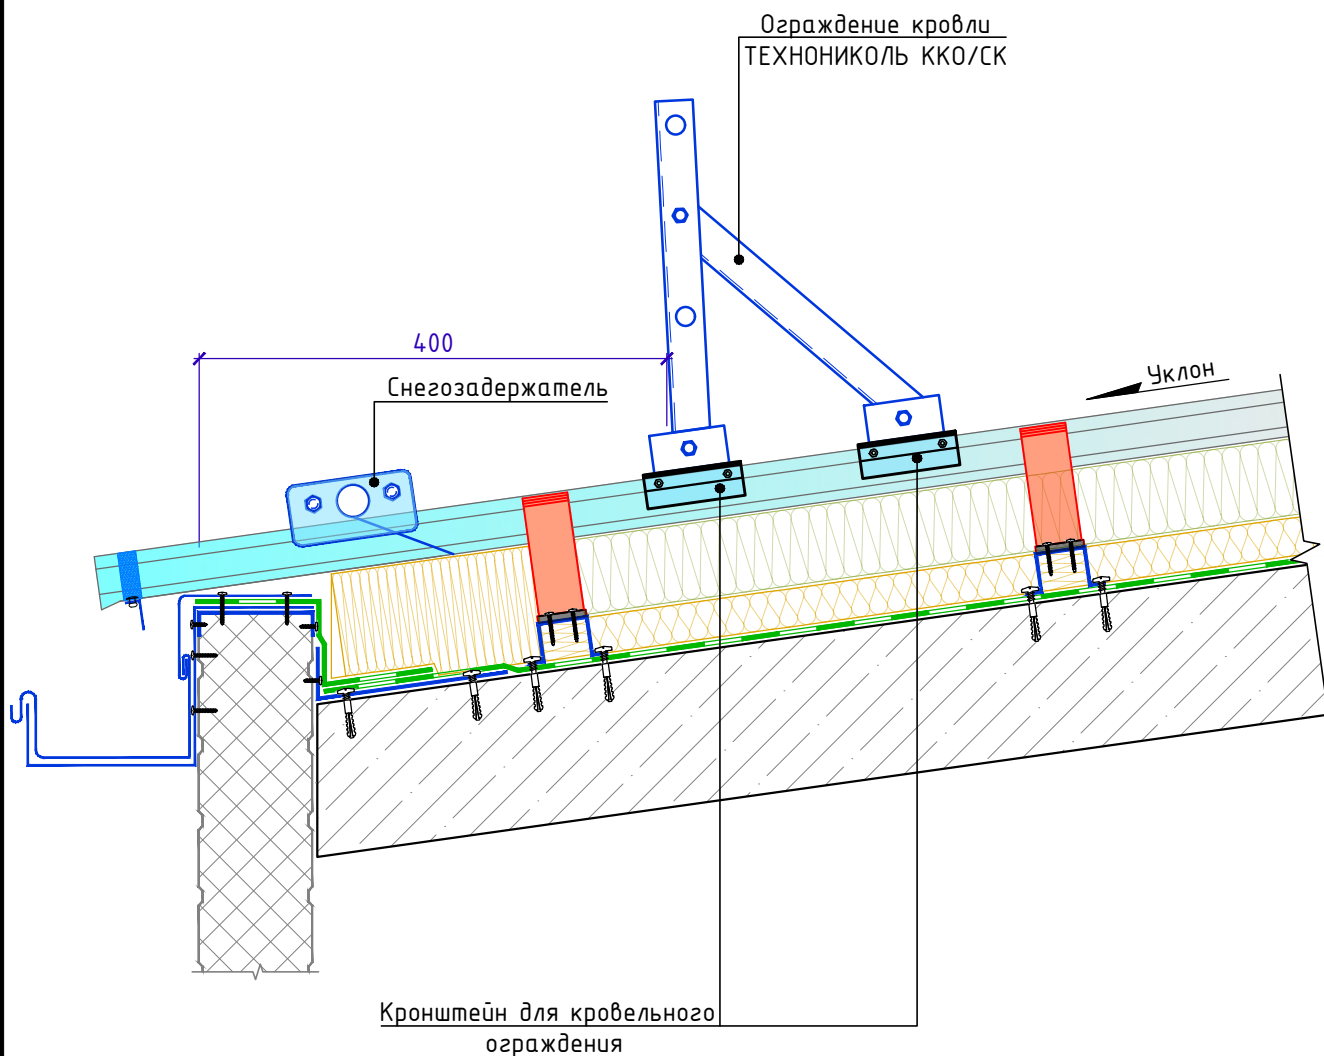 Ограждение кровли
ТЕХНОНИКОЛЬ ККО/СК
400
Снегозадержатель
Уклон
Кронштейн для кровельного
ограждения